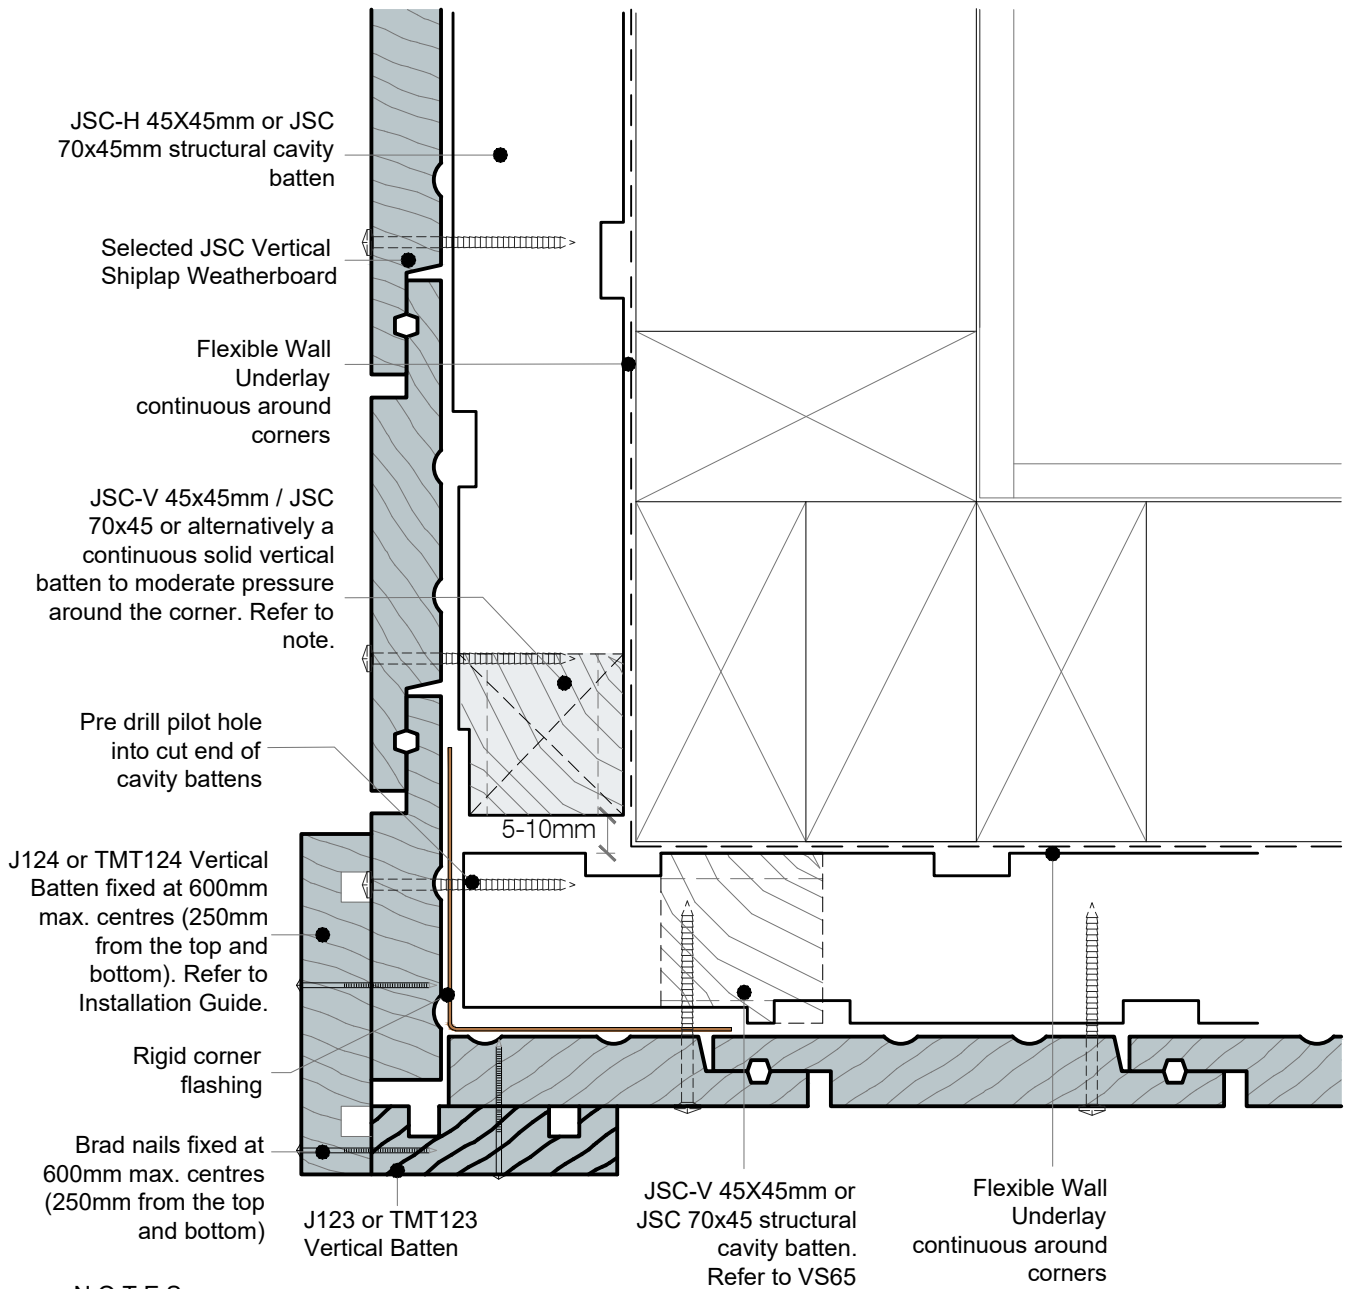 JSC-H 45X45mm or JSC
70x45mm structural cavity
batten
Selected JSC Vertical
Shiplap Weatherboard
Flexible Wall
Underlay
continuous around
corners
JSC-V 45x45mm / JSC
70x45 or alternatively a
continuous solid vertical
batten to moderate pressure
around the corner. Refer to
note.
Pre drill pilot hole
into cut end of
cavity battens
5-10mm
J124 or TMT124 Vertical
Batten fixed at 600mm
max. centres (250mm
from the top and
bottom). Refer to
Installation Guide.
Rigid corner
flashing
Brad nails fixed at
600mm max. centres
(250mm from the top
and bottom)
J123 or TMT123
Vertical Batten
JSC-V 45X45mm or
JSC 70x45 structural
cavity batten.
Refer to VS65
Flexible Wall
Underlay
continuous around
corners